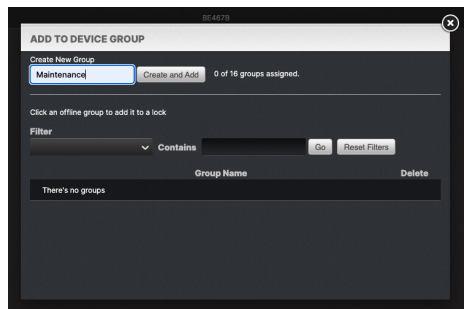 BE467B
ADD TO DEVICE GROUP
Create New Group
Maintenance Create and Add 0 of 16 groups assigned.
Click an offline group to add it to a lock
Filter
Contains Go Reset Filters
Group Name Delete
There's no groups